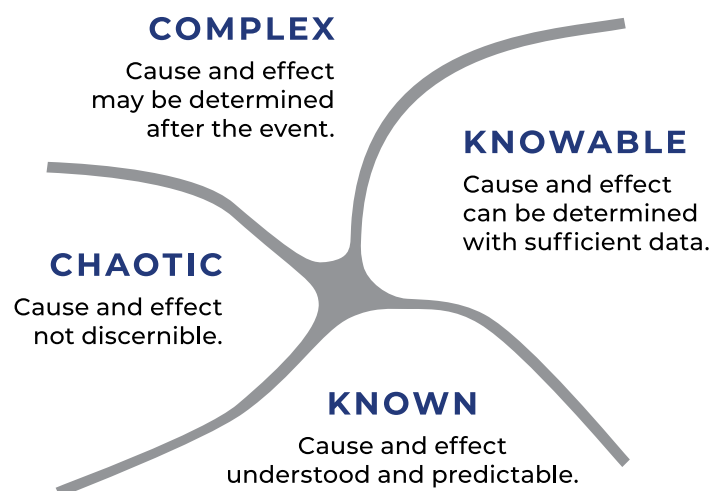 COMPLEX
Cause and effect
may be determined
after the event.
KNOWABLE
Cause and effect
can be determined
with sufficient data.
CHAOTIC
Cause and effect
not discernible.
KNOWN
Cause and effect
understood and predictable.